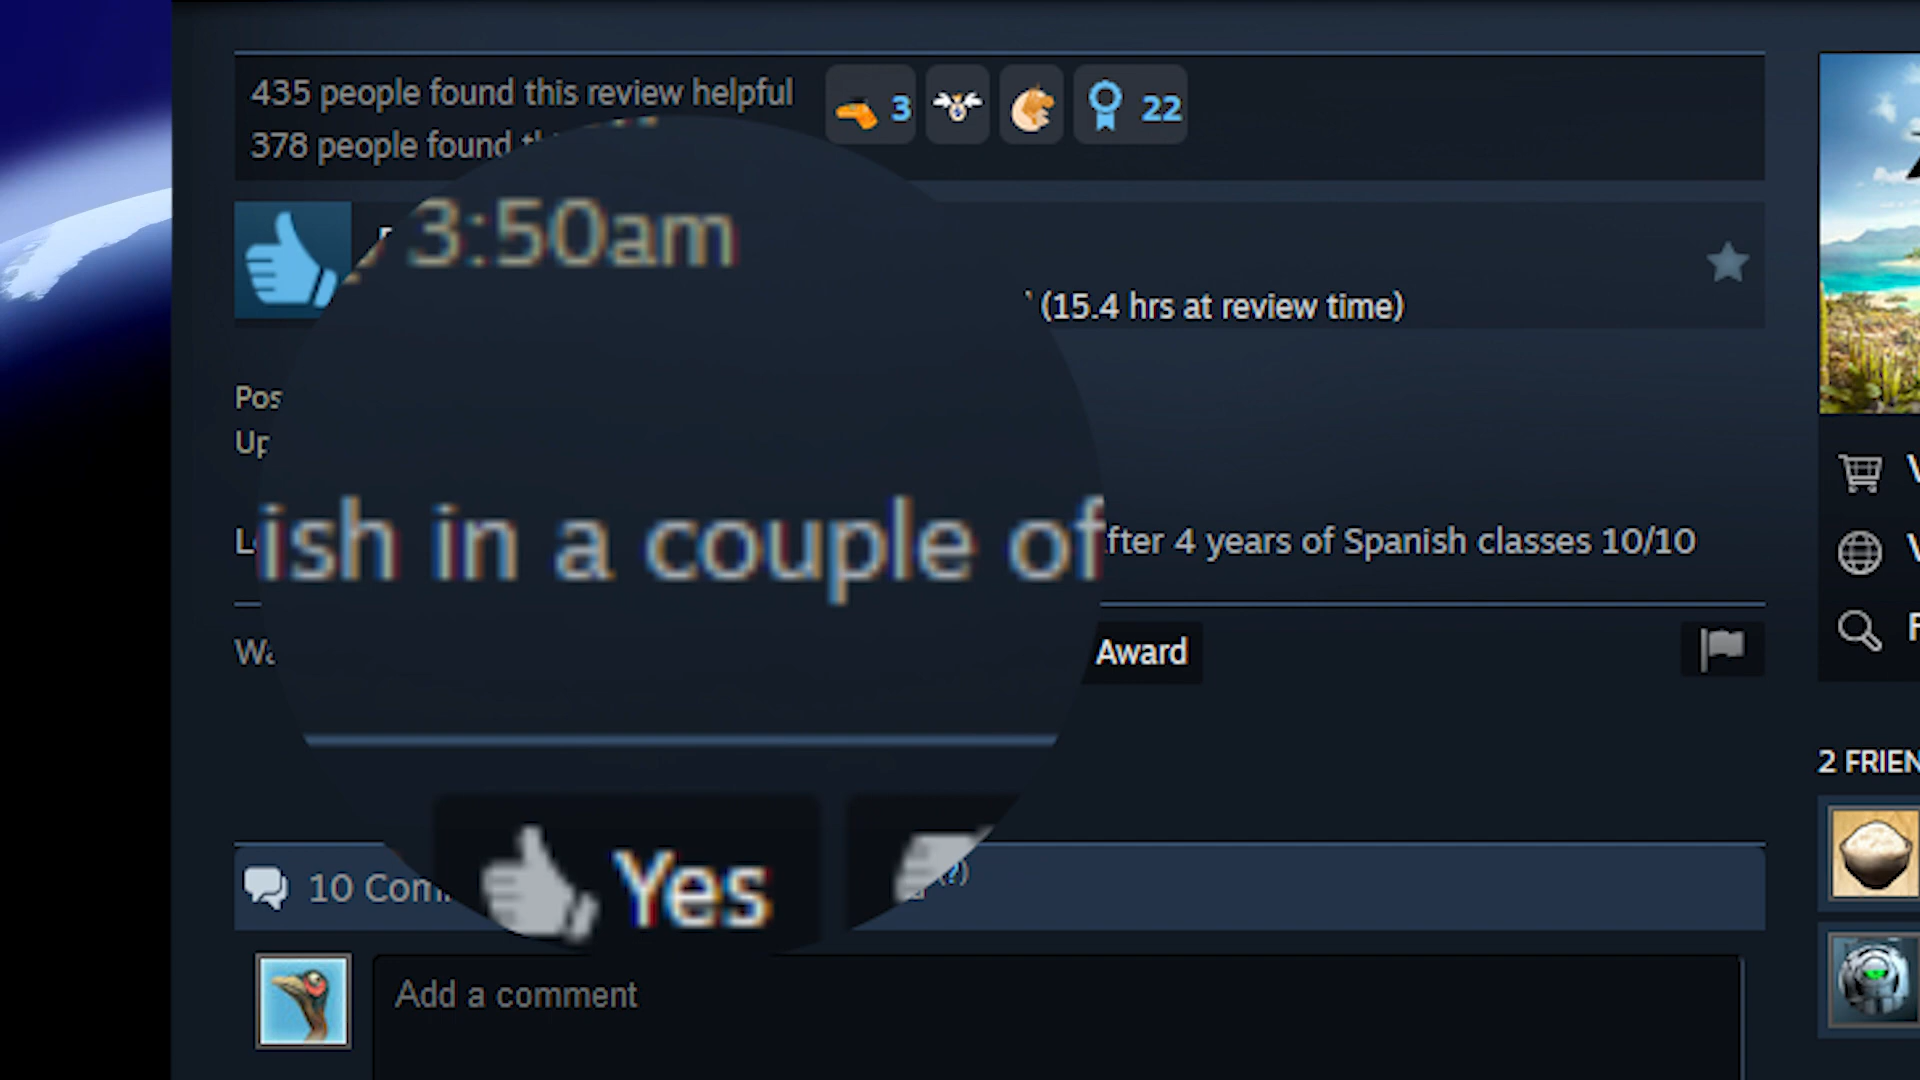 435 people found this review helpful
3
22
378 people found
3:50am
(15.4 hrs at review time)
Pos
Up
ish in a couple of
fter 4 years of Spanish classes 10/10
Award
Yes
2 FRIEN
10 Com
(?)
Add a comment